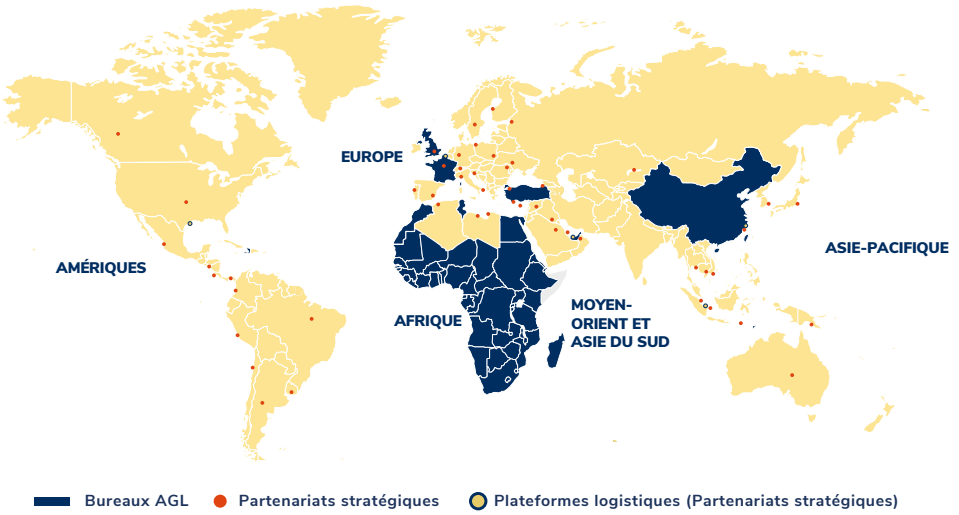 EUROPE
AMÉRIQUES
ASIE-PACIFIQUE
AFRIQUE
MOYEN-
ORIENT ET
ASIE DU SUD
Bureaux AGL
Partenariats stratégiques
Plateformes logistiques (Partenariats stratégiques)